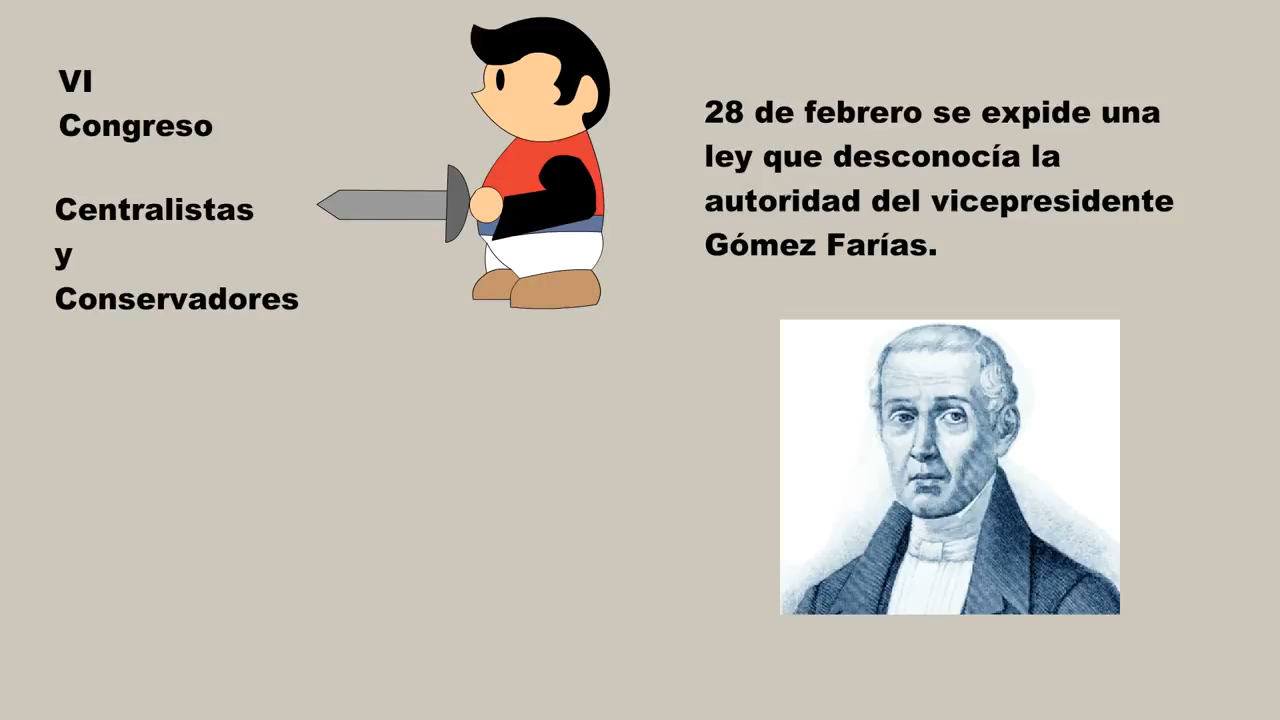 VI
Congreso
Centralistas
y
Conservadores
28 de febrero se expide una
ley que desconocía la
autoridad del vicepresidente
Gómez Farías.